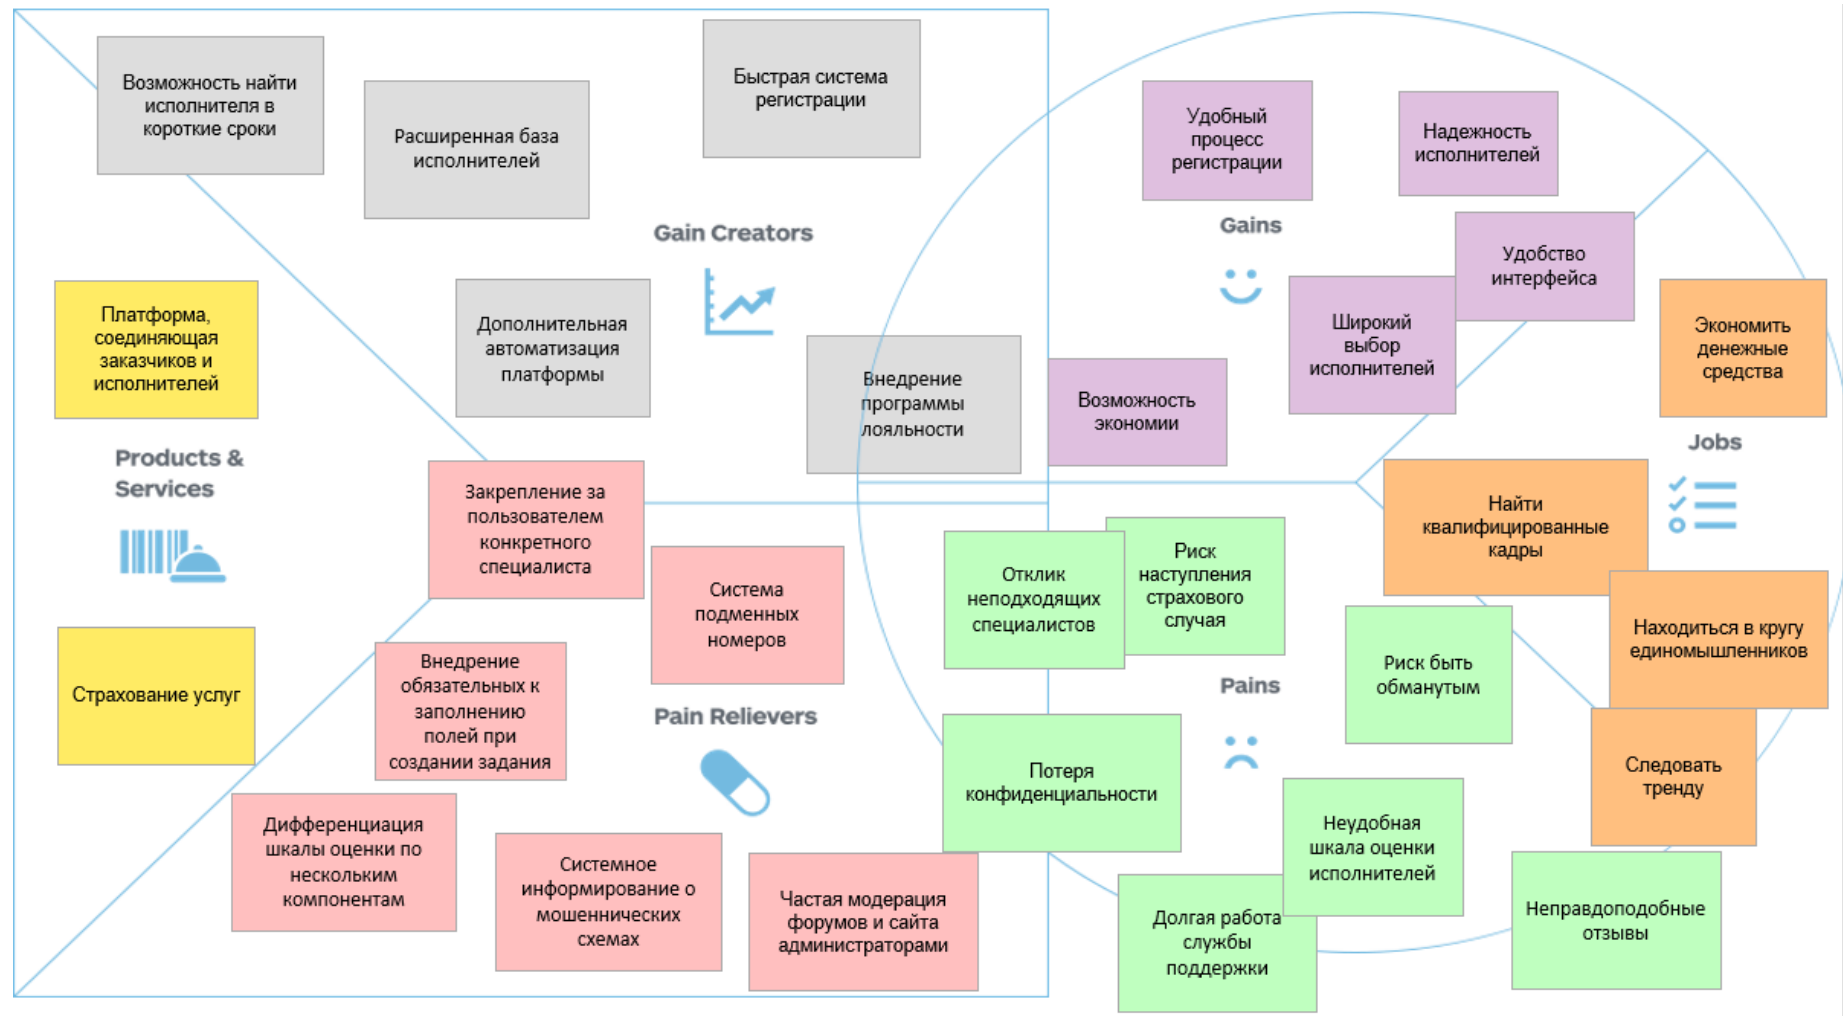 Возможность найти
исполнителя в
короткие сроки
Расширенная база
исполнителей
Быстрая система
регистрации
Gain Creators
Дополнительная
автоматизация
платформы
Внедрение
программы
лояльности
Платформа,
соединяющая
заказчиков и
исполнителей
Products &
Services
Страхование услуг
Закрепление за
пользователем
конкретного
специалиста
Система
подменных
номеров
Внедрение
обязательных к
заполнению
полей при
создании задания
Pain Relievers
Дифференциация
шкалы оценки по
нескольким
компонентам
Системное
информирование о
мошеннических
схемах
Частая модерация
форумов и сайта
администраторами
Удобный
процесс
регистрации
Надежность
исполнителей
Gains
Удобство
интерфейса
Широкий
выбор
исполнителей
Возможность
экономии
Экономить
денежные
средства
Jobs
Найти
квалифицированные
кадры
Находиться в кругу
единомышленников
Следовать
тренду
Отклик
неподходящих
специалистов
Риск
наступления
страхового
случая
Риск быть
обманутым
Pains
Потеря
конфиденциальности
Неудобная
шкала оценки
исполнителей
Долгая работа
службы
поддержки
Неправдоподобные
отзывы